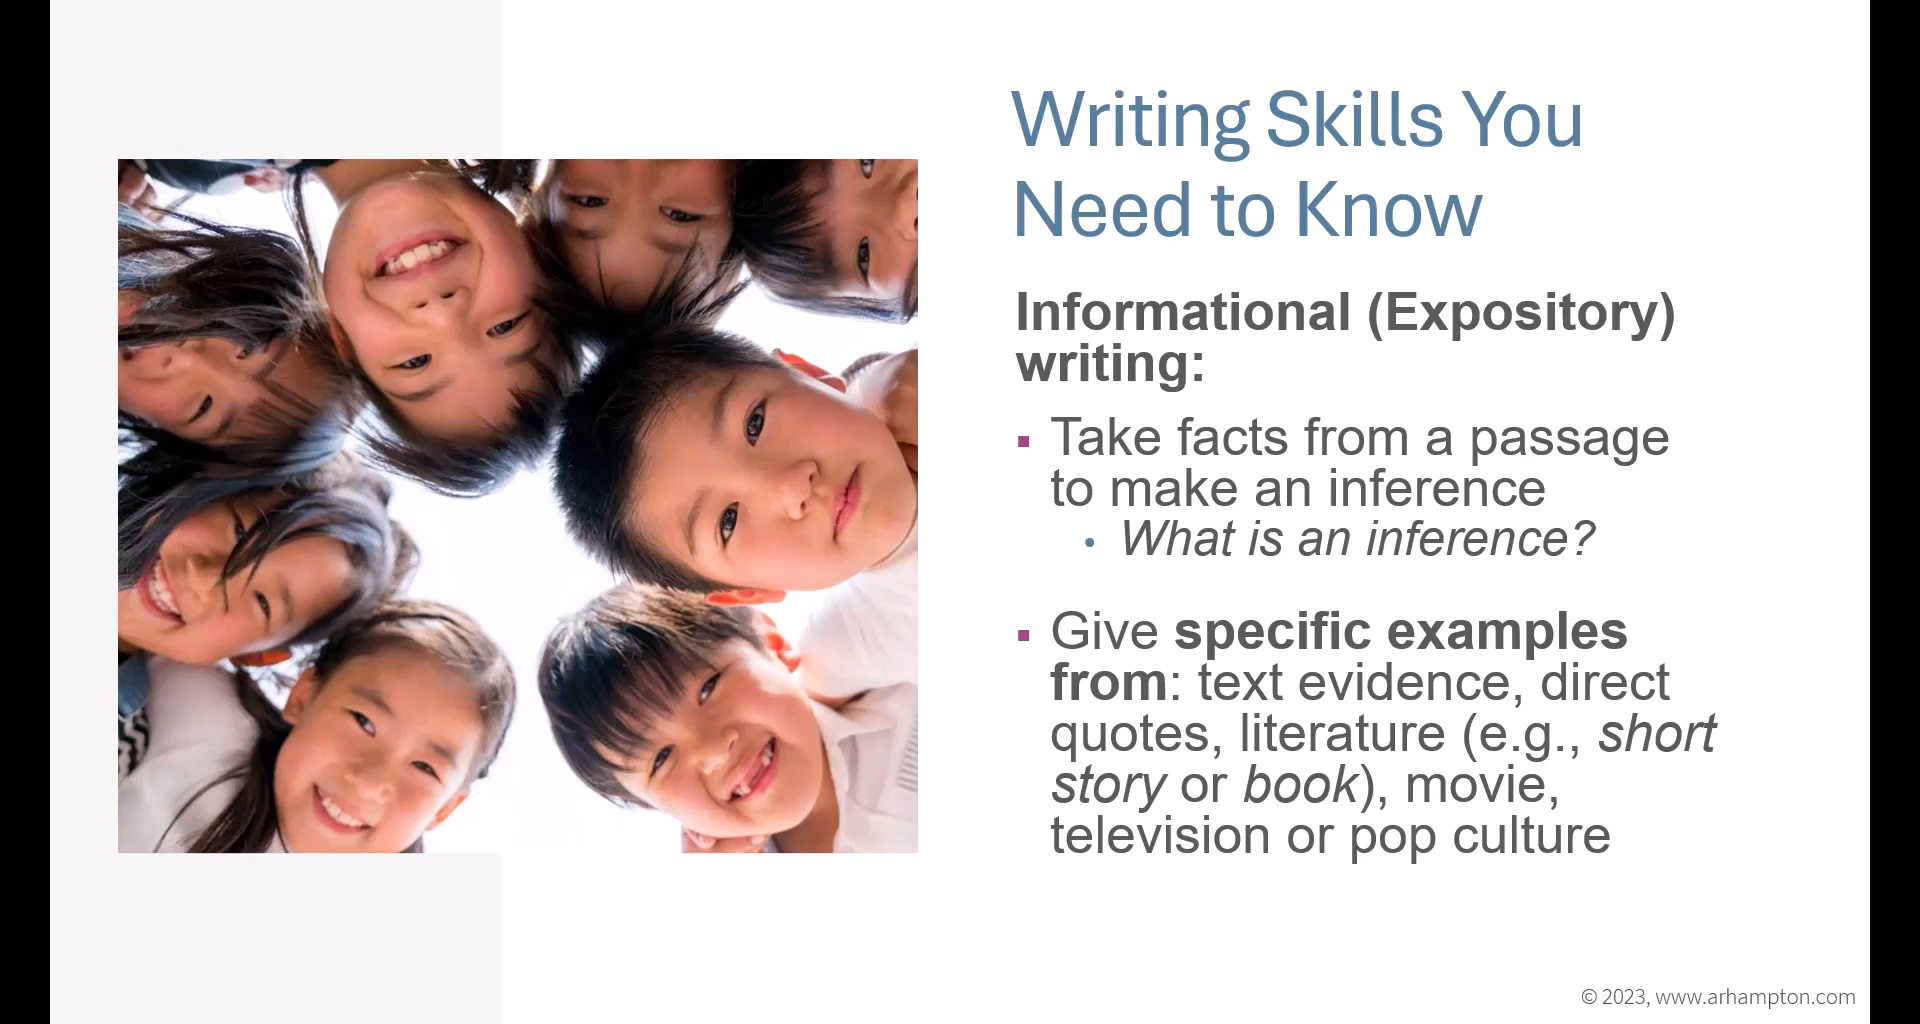 Writing Skills You
Need to Know
Informational (Expository)
writing:
▪ Take facts from a passage
to make an inference
• What is an inference?
▪ Give specific examples
from: text evidence, direct
quotes, literature (e.g., short
story or book), movie,
television or pop culture
© 2023, www.arhampton.com